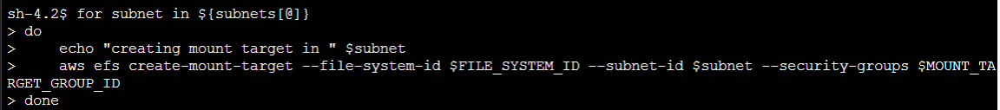 sh-4.2$ for subnet in ${subnets[@]}
> do
>     echo "creating mount target in " $subnet
>     aws efs create-mount-target --file-system-id $FILE_SYSTEM_ID --subnet-id $subnet --security-groups $MOUNT_TA
RGET_GROUP_ID
> done